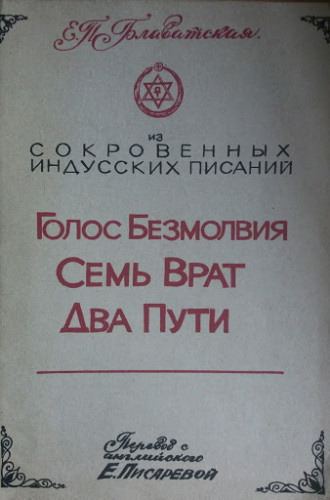 Е.П.Блаватская.
из
СОКРОВЕННЫХ
ИНДУССКИХ ПИСАНИЙ
Голос Безмолвия
Семь Врат
Два Пути
Перевод с
английского
Е.Писаревой